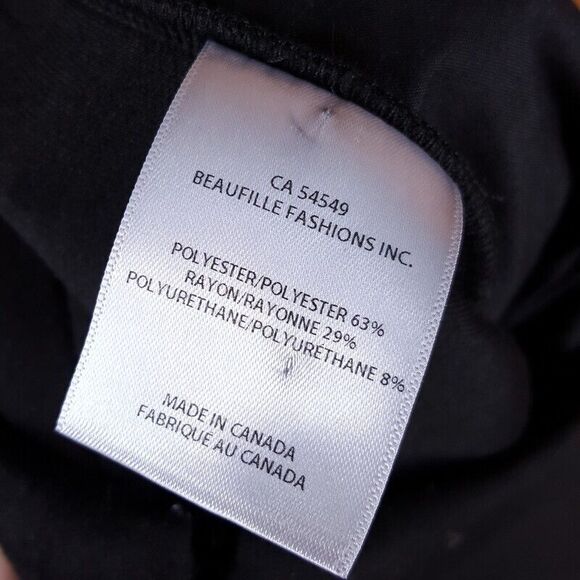 CA 54549
BEAUFILLE FASHIONS INC.
POLYESTER/POLYESTER 63%
RAYON/RAYONNE 29%
POLYURETHANE/POLYURÉTHANE 8%
MADE IN CANADA
FABRIQUE AU CANADA